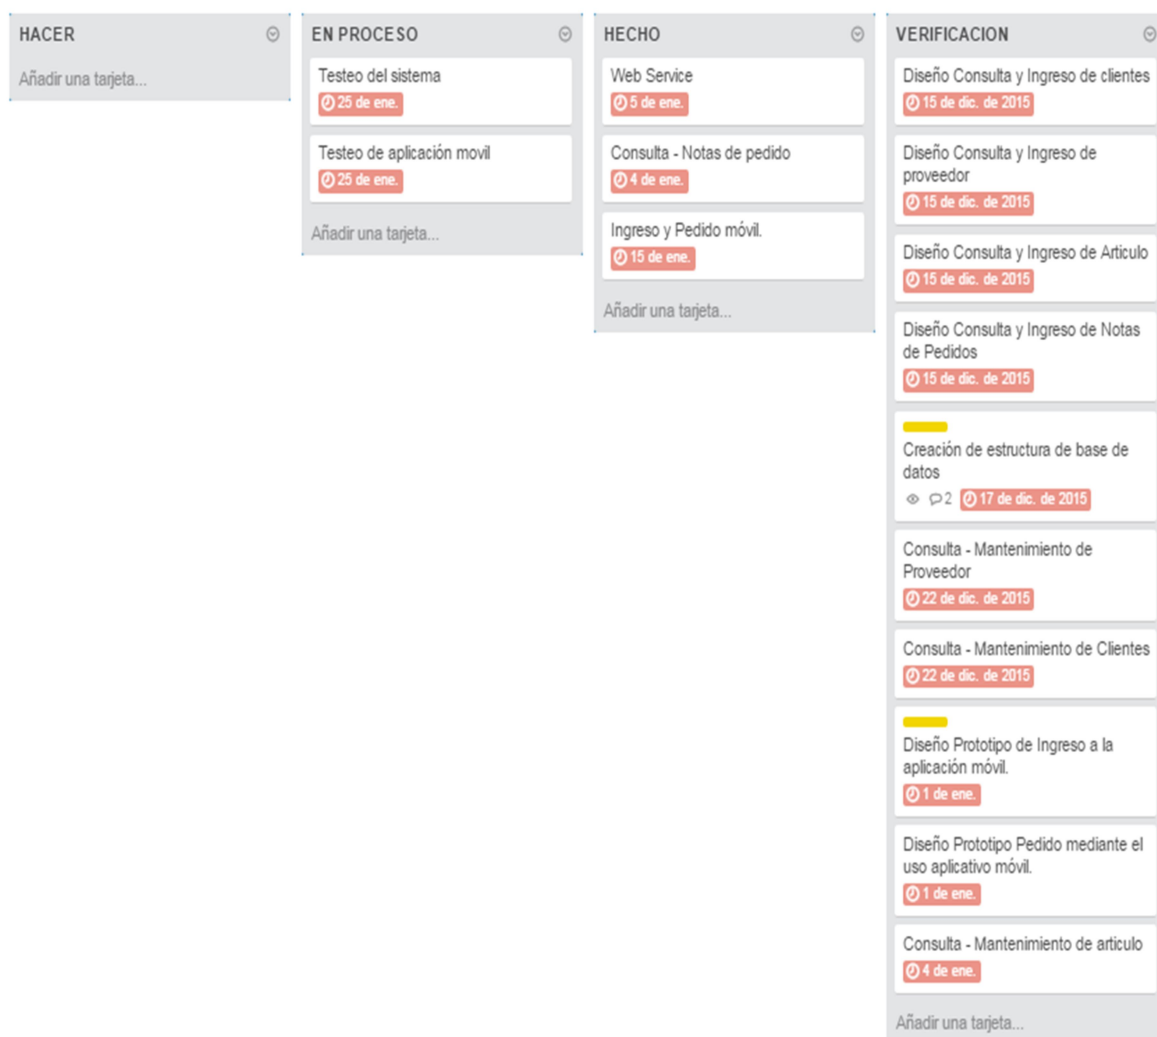 HACER
Añadir una tarjeta...
EN PROCESO
Testeo del sistema
25 de ene.
Testeo de aplicación movil
25 de ene.
Añadir una tarjeta...
HECHO
Web Service
5 de ene.
Consulta - Notas de pedido
4 de ene.
Ingreso y Pedido móvil.
15 de ene.
Añadir una tarjeta...
VERIFICACION
Diseño Consulta y Ingreso de clientes
15 de dic. de 2015
Diseño Consulta y Ingreso de
proveedor
15 de dic. de 2015
Diseño Consulta y Ingreso de Articulo
15 de dic. de 2015
Diseño Consulta y Ingreso de Notas
de Pedidos
15 de dic. de 2015
Creación de estructura de base de
datos
2 17 de dic. de 2015
Consulta - Mantenimiento de
Proveedor
22 de dic. de 2015
Consulta - Mantenimiento de Clientes
22 de dic. de 2015
Diseño Prototipo de Ingreso a la
aplicación móvil.
1 de ene.
Diseño Prototipo Pedido mediante el
uso aplicativo móvil.
1 de ene.
Consulta - Mantenimiento de articulo
4 de ene.
Añadir una tarjeta...